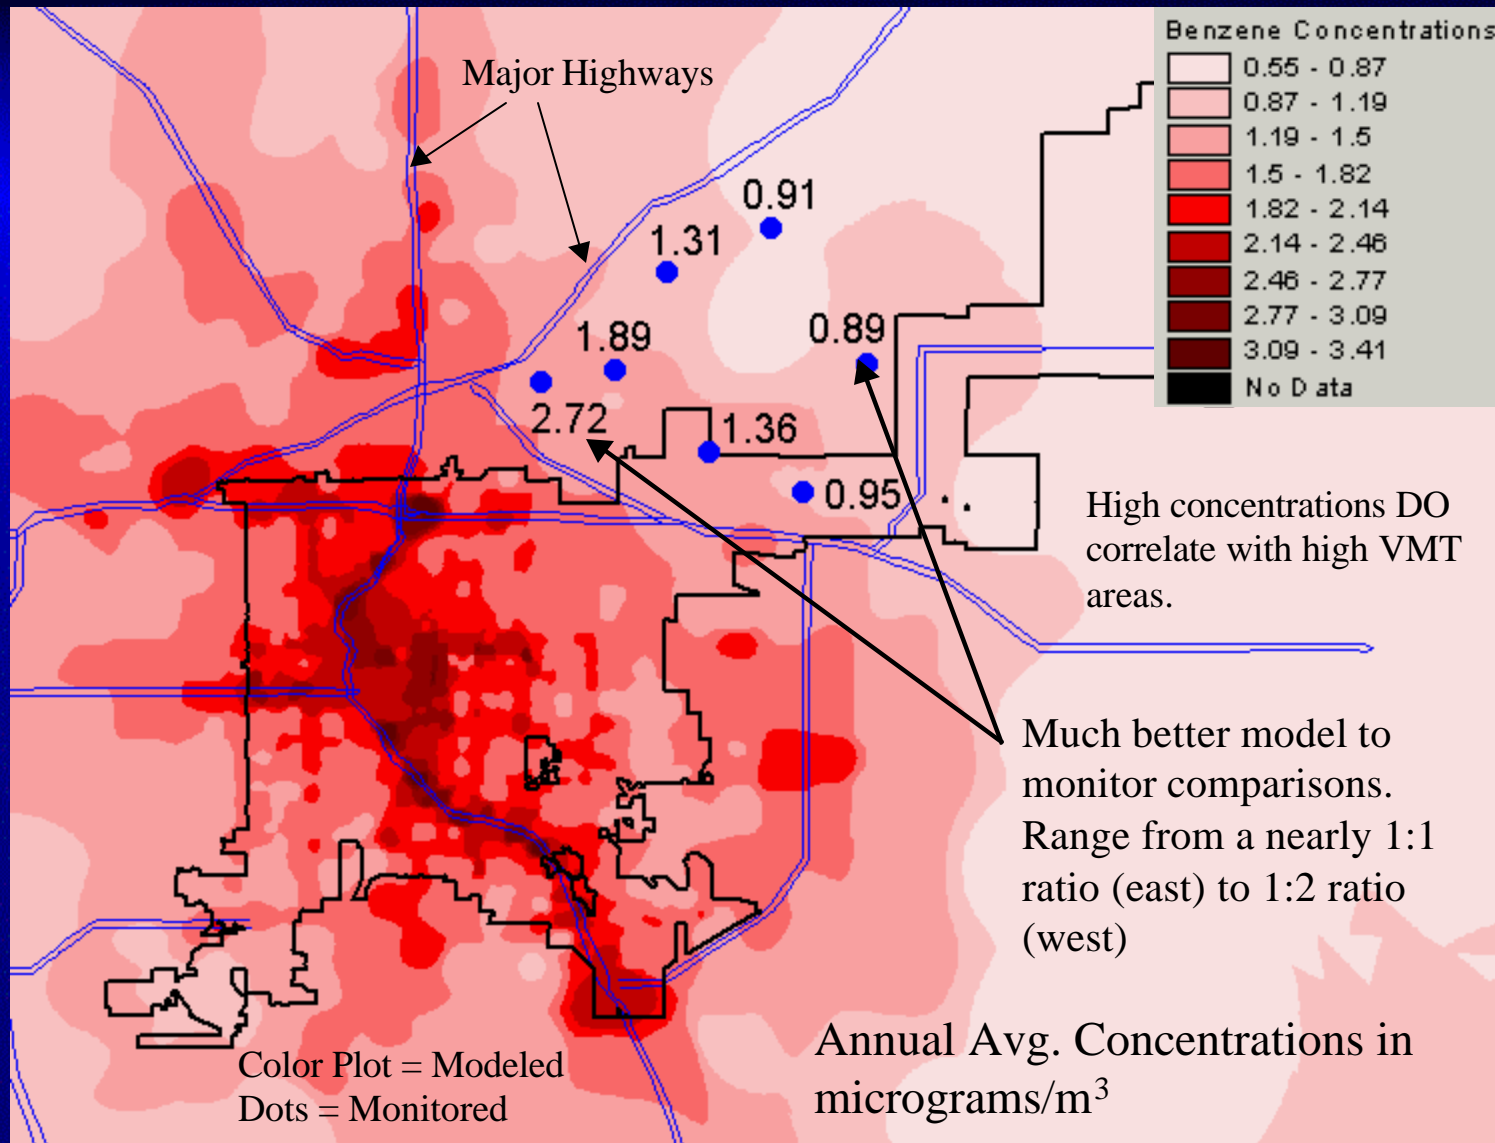 Benzene Concentrations
0.55 - 0.87
0.87 - 1.19
1.19 - 1.5
1.5 - 1.82
1.82 - 2.14
2.14 - 2.46
2.46 - 2.77
2.77 - 3.09
3.09 - 3.41
No Data
Major Highways
0.91
1.31
0.89
1.89
2.72
1.36
0.95
High concentrations DO
correlate with high VMT
areas.
Much better model to
monitor comparisons.
Range from a nearly 1:1
ratio (east) to 1:2 ratio
(west)
Annual Avg. Concentrations in
micrograms/m³
Color Plot = Modeled
Dots = Monitored